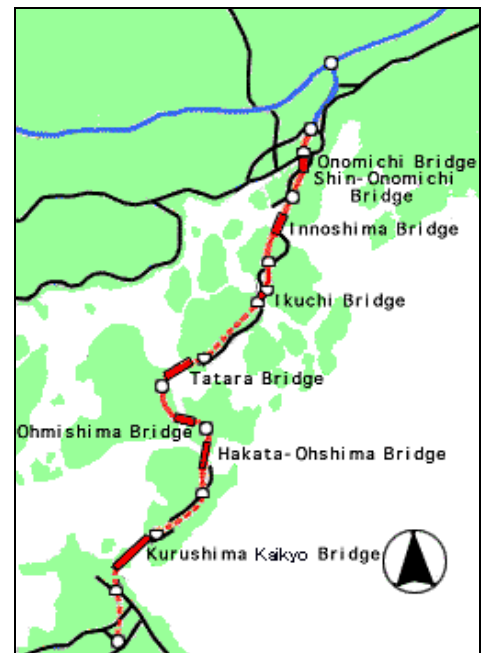 Onomichi Bridge
Shin-Onomichi
Bridge
Innoshima Bridge
Ikuchi Bridge
Tatara Bridge
Ohmishima Bridge
Hakata-Ohshima Bridge
Kurushima Kaikyo Bridge